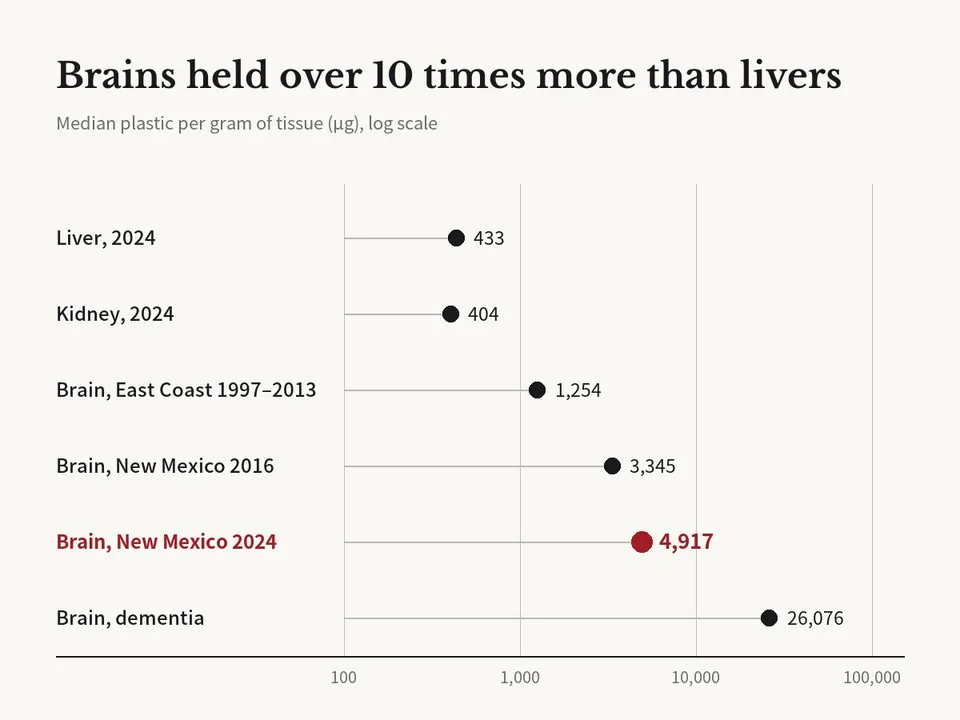 Brains held over 10 times more than livers
Median plastic per gram of tissue (µg), log scale
Liver, 2024 433
Kidney, 2024 404
Brain, East Coast 1997–2013 1,254
Brain, New Mexico 2016 3,345
Brain, New Mexico 2024 4,917
Brain, dementia 26,076
100 1,000 10,000 100,000